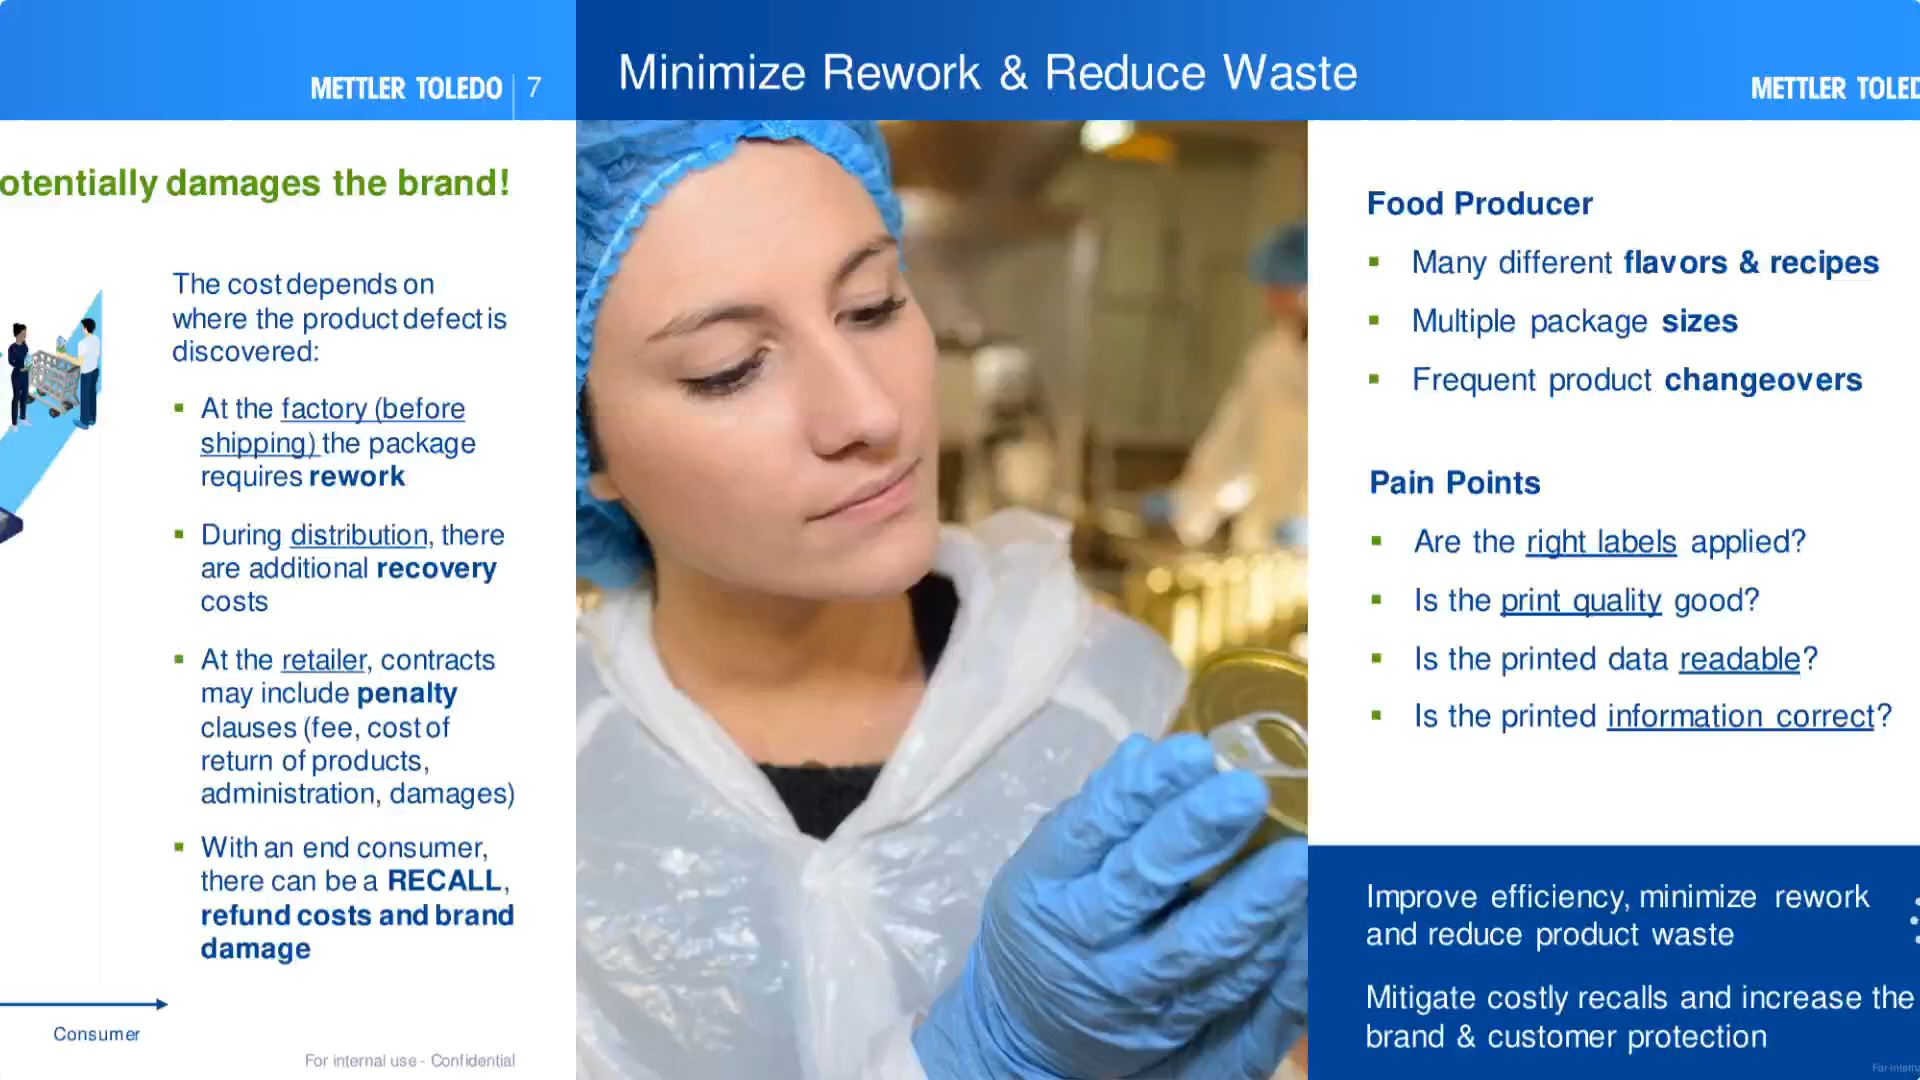 METTLER TOLEDO 7
otentially damages the brand!
The cost depends on
where the product defect is
discovered:
▪ At the factory (before
shipping) the package
requires rework
▪ During distribution, there
are additional recovery
costs
▪ At the retailer, contracts
may include penalty
clauses (fee, cost of
return of products,
administration, damages)
▪ With an end consumer,
there can be a RECALL,
refund costs and brand
damage
Consumer
For internal use - Confidential
Minimize Rework & Reduce Waste
METTLER TOLED
Food Producer
▪ Many different flavors & recipes
▪ Multiple package sizes
▪ Frequent product changeovers
Pain Points
▪ Are the right labels applied?
▪ Is the print quality good?
▪ Is the printed data readable?
▪ Is the printed information correct?
Improve efficiency, minimize rework
and reduce product waste
Mitigate costly recalls and increase the
brand & customer protection